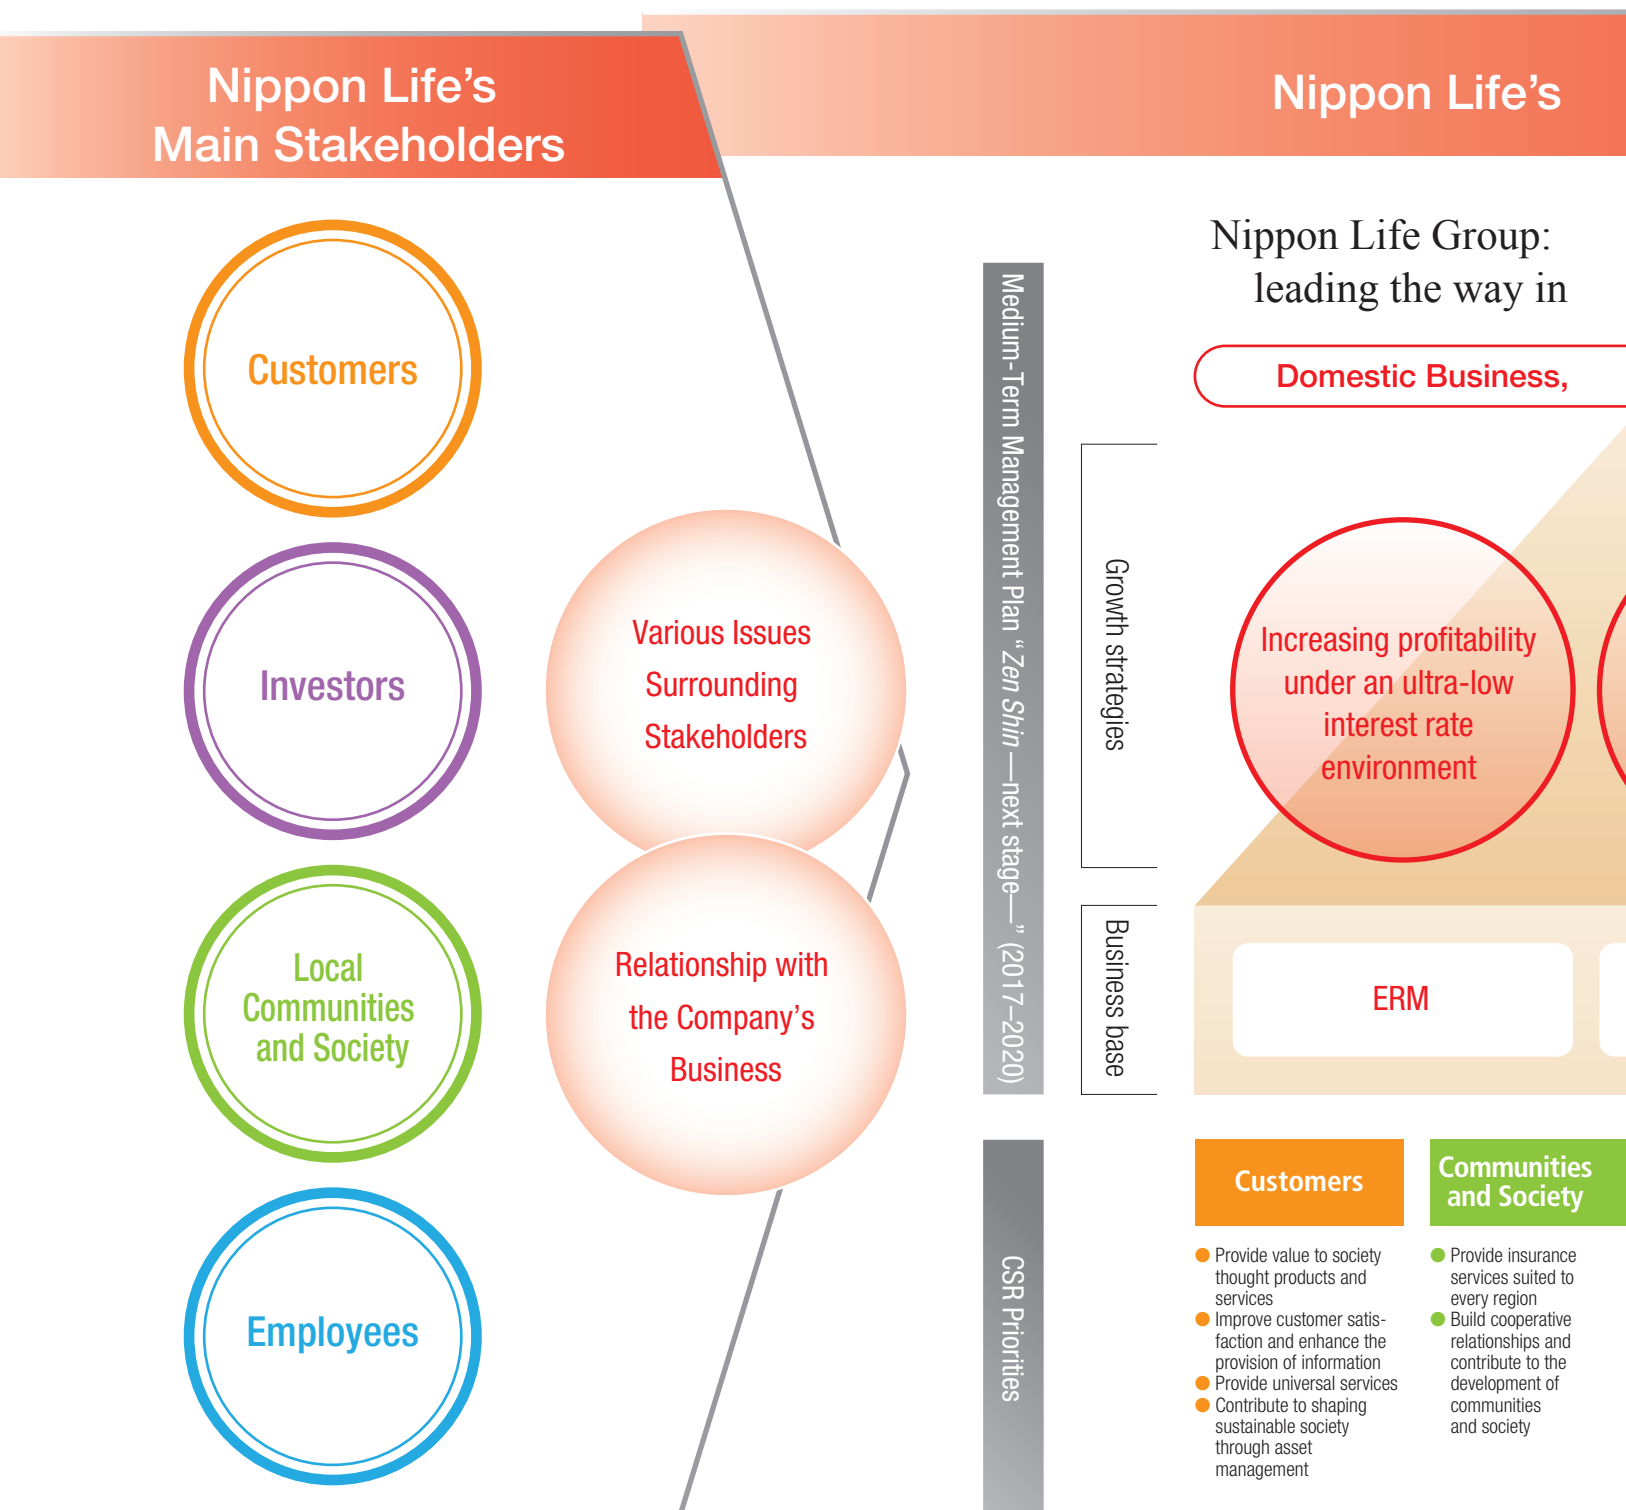 Nippon Life's
Main Stakeholders
Customers
Investors
Local
Communities
and Society
Employees
Various Issues
Surrounding
Stakeholders
Relationship with
the Company's
Business
Nippon Life's
Nippon Life Group:
leading the way in
Domestic Business,
Medium-Term Management Plan “Zen Shin—next stage—” (2017–2020)
Growth strategies
Increasing profitability
under an ultra-low
interest rate
environment
Business base
ERM
CSR Priorities
Customers
● Provide value to society
thought products and
services
● Improve customer satis-
faction and enhance the
provision of information
● Provide universal services
● Contribute to shaping
sustainable society
through asset
management
Communities
and Society
● Provide insurance
services suited to
every region
● Build cooperative
relationships and
contribute to the
development of
communities
and society